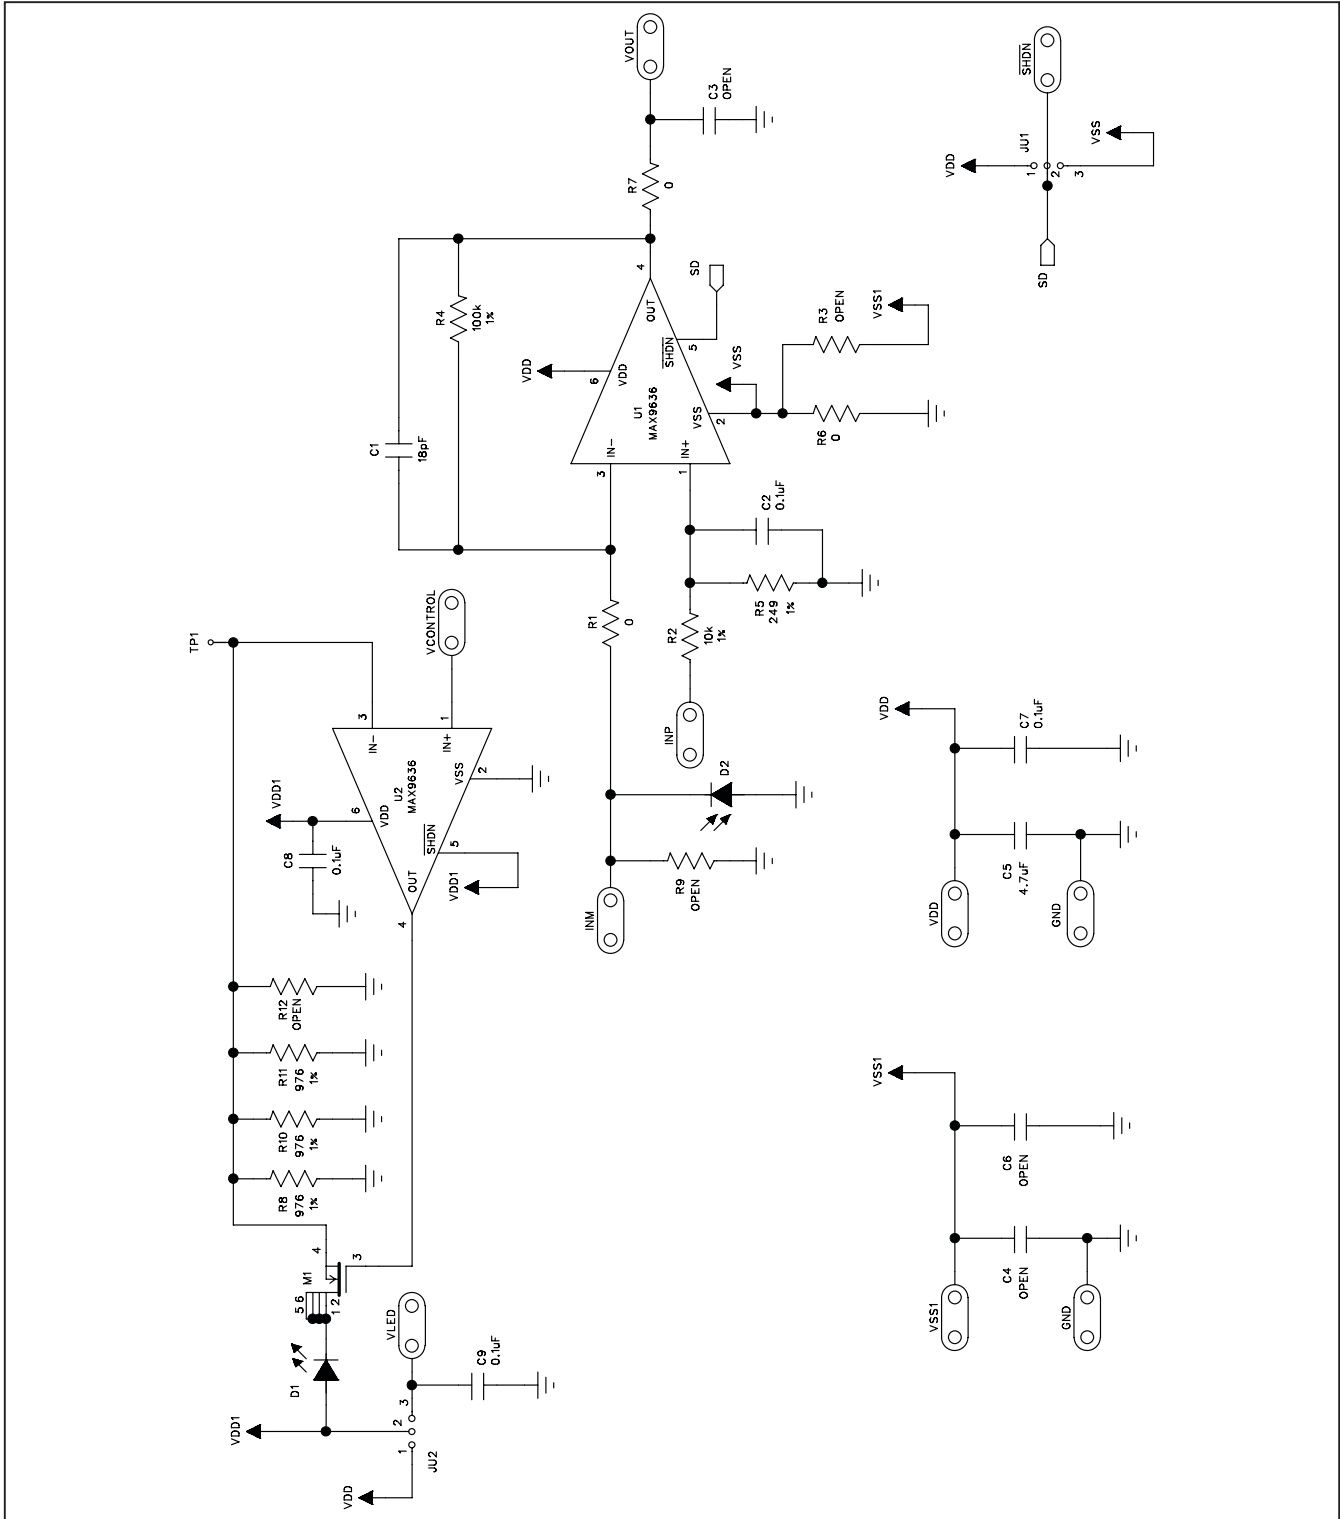 VOUT
C3
OPEN
R7
0
R4
100k
1%
C1
18pF
4
OUT
VDD
6
VDD
U1
MAX9636
SHDN
5
SD
VSS
VSS
2
IN-
3
IN+
1
R3
OPEN
VSS1
R6
0
C2
0.1uF
R5
249
1%
R2
10k
1%
INP
R1
0
D2
R9
OPEN
INM
SHDN
VDD
JU1
1
2
3
VSS
SD
TP1
VCONTROL
3
IN-
1
IN+
U2
MAX9636
VSS
2
VDD1
6
VDD
C8
0.1uF
SHDN
5
VDD1
OUT
4
R12
OPEN
R11
976
1%
R10
976
1%
R8
976
1%
4
3
M1
5 6
1 2
D1
VDD1
VLED
C9
0.1uF
3
2
1
JU2
VDD
VDD
C7
0.1uF
C5
4.7uF
VDD
GND
VSS1
C6
OPEN
C4
OPEN
VSS1
GND